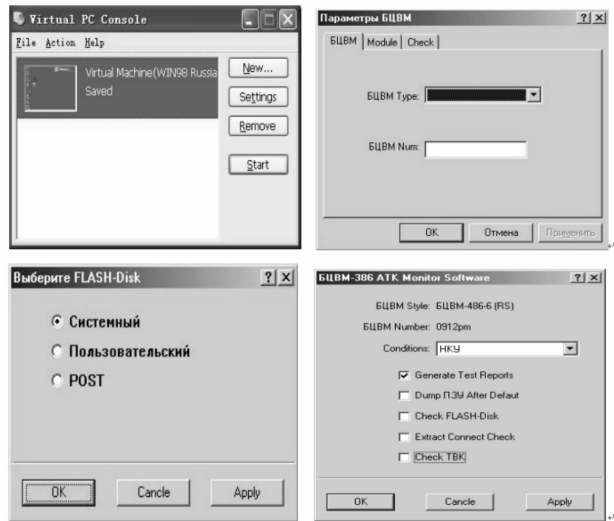 Virtual PC Console
File Action Help
Virtual Machine(WIN98 Russia
Saved
New...
Settings
Remove
Start
Параметры БЦВМ
БЦВМ Module Check
БЦВМ Type:
БЦВМ Num:
OK Отмена Применить
Выберите FLASH-Disk
Системный
Пользовательский
POST
OK Cancle Apply
БЦВМ-386 ATK Monitor Software
БЦВМ Style: БЦВМ-486-6 (RS)
БЦВМ Number: 0912pm
Conditions: НКУ
Generate Test Reports
Dump ПЗУ After Defaut
Check FLASH-Disk
Extract Connect Check
Check TBK
OK Cancle Apply